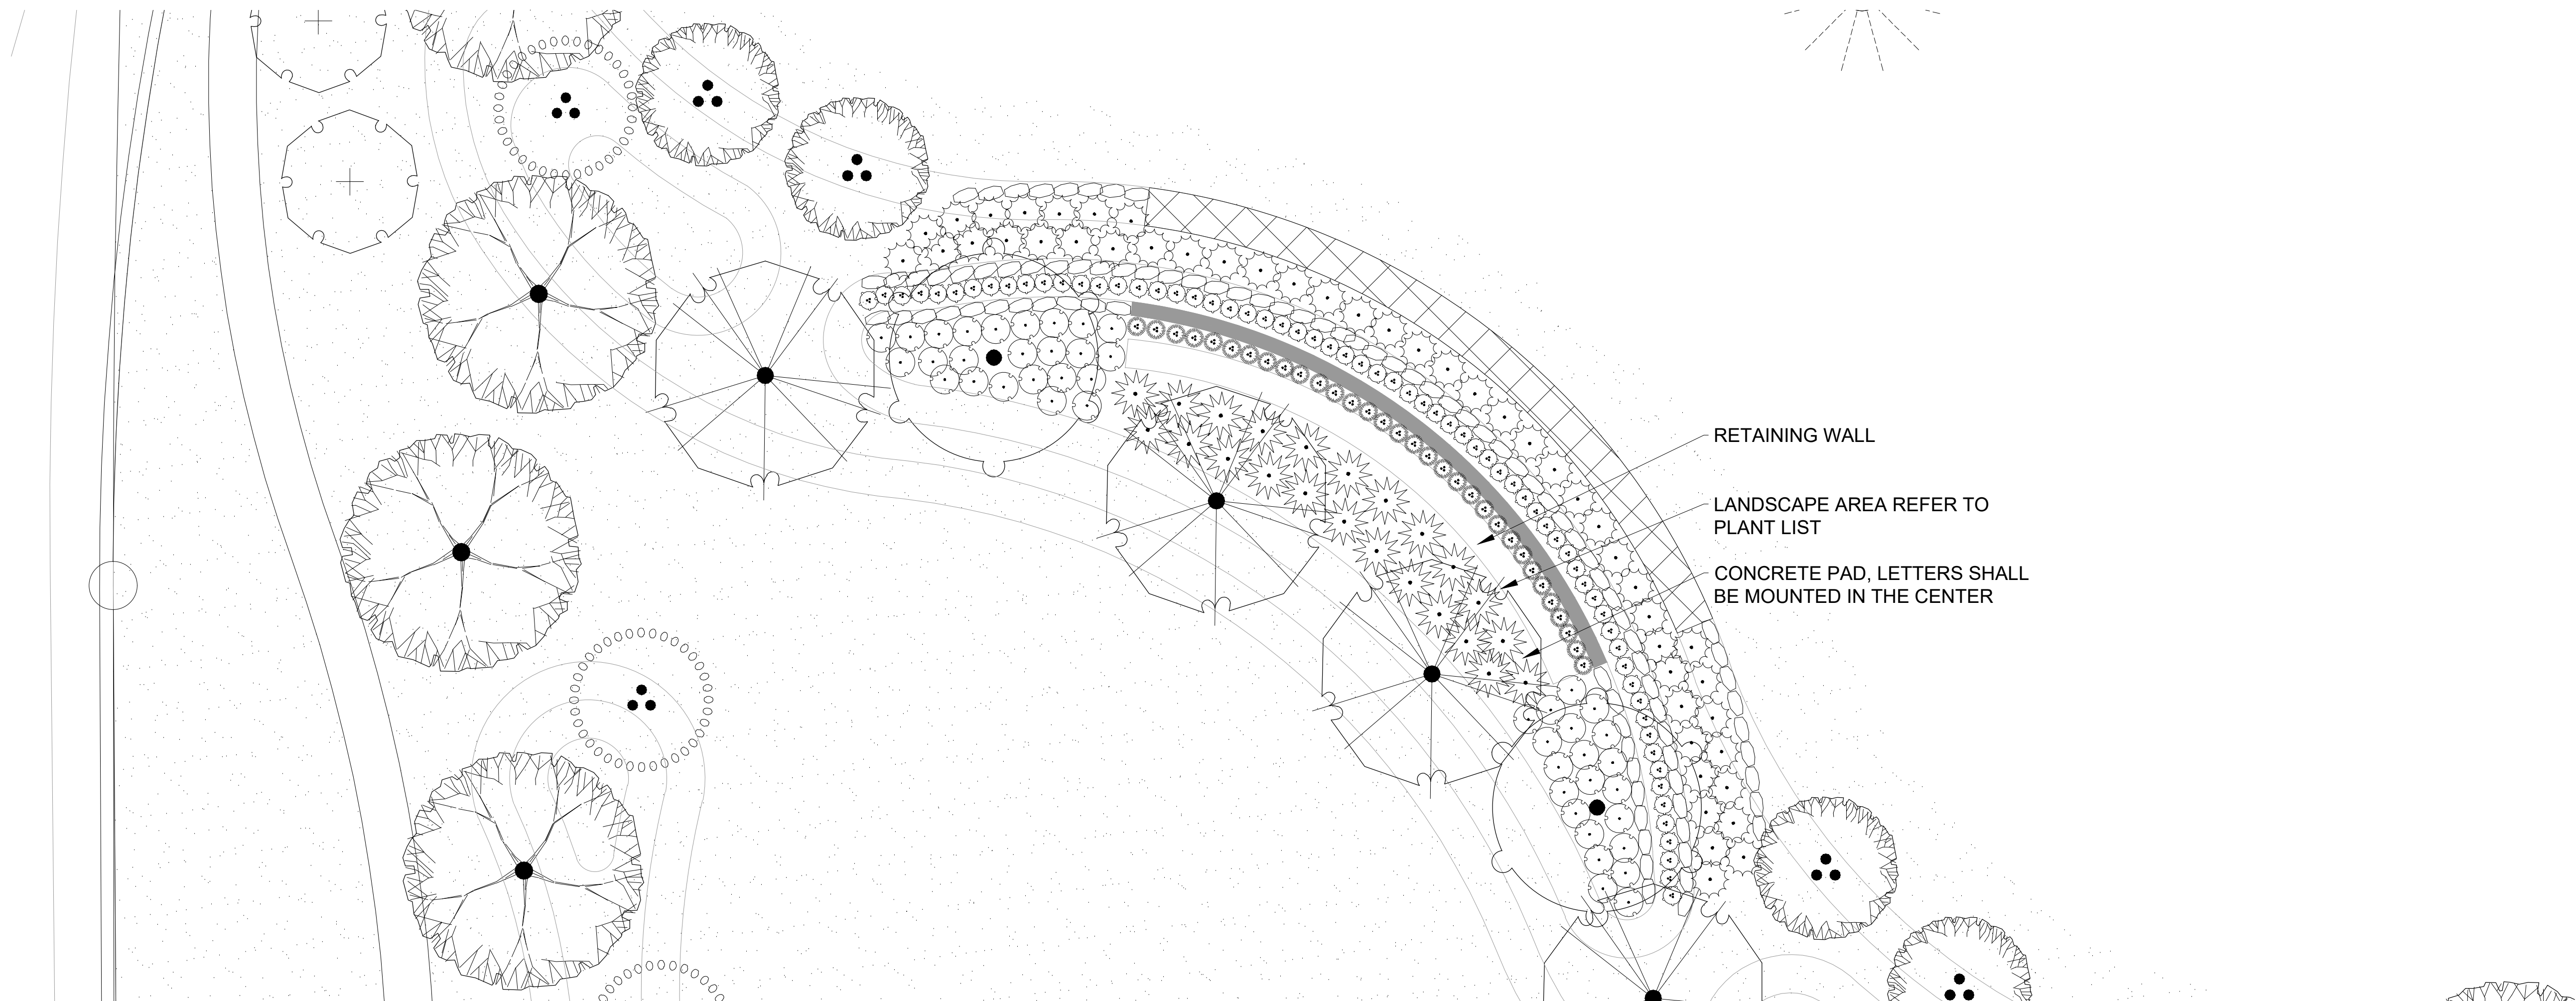 RETAINING WALL
LANDSCAPE AREA REFER TO
PLANT LIST
CONCRETE PAD, LETTERS SHALL
BE MOUNTED IN THE CENTER